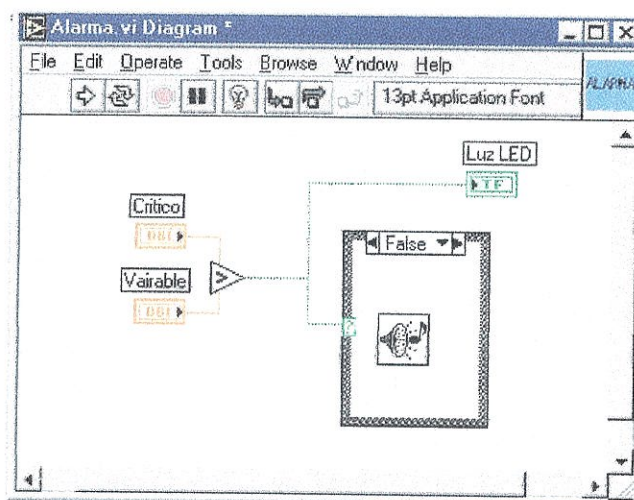 Alarma.vi Diagram *
File Edit Operate Tools Browse Window Help
13pt Application Font
ALARMA
Luz LED
TF
Critico
DBL
Vairable
DBL
>
False
?